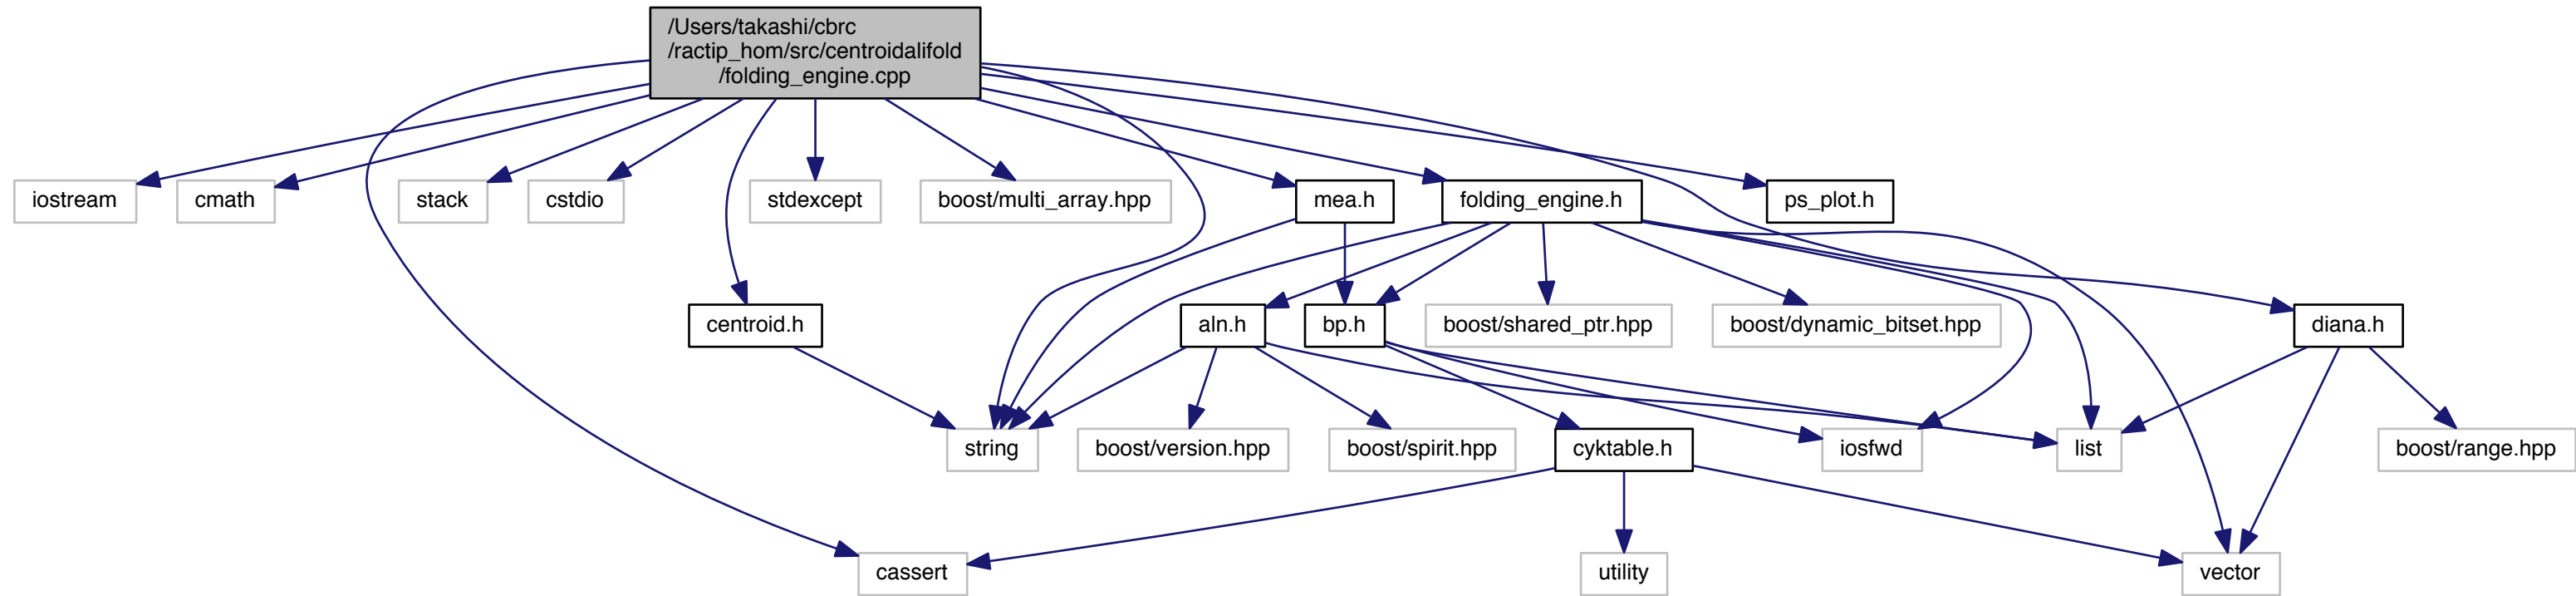 /Users/takashi/cbrc
/ractip_hom/src/centroidalifold
/folding_engine.cpp
iostream
cmath
stack
cstdio
stdexcept
boost/multi_array.hpp
mea.h
folding_engine.h
ps_plot.h
centroid.h
aln.h
bp.h
boost/shared_ptr.hpp
boost/dynamic_bitset.hpp
diana.h
string
boost/version.hpp
boost/spirit.hpp
cyktable.h
iosfwd
list
boost/range.hpp
cassert
utility
vector